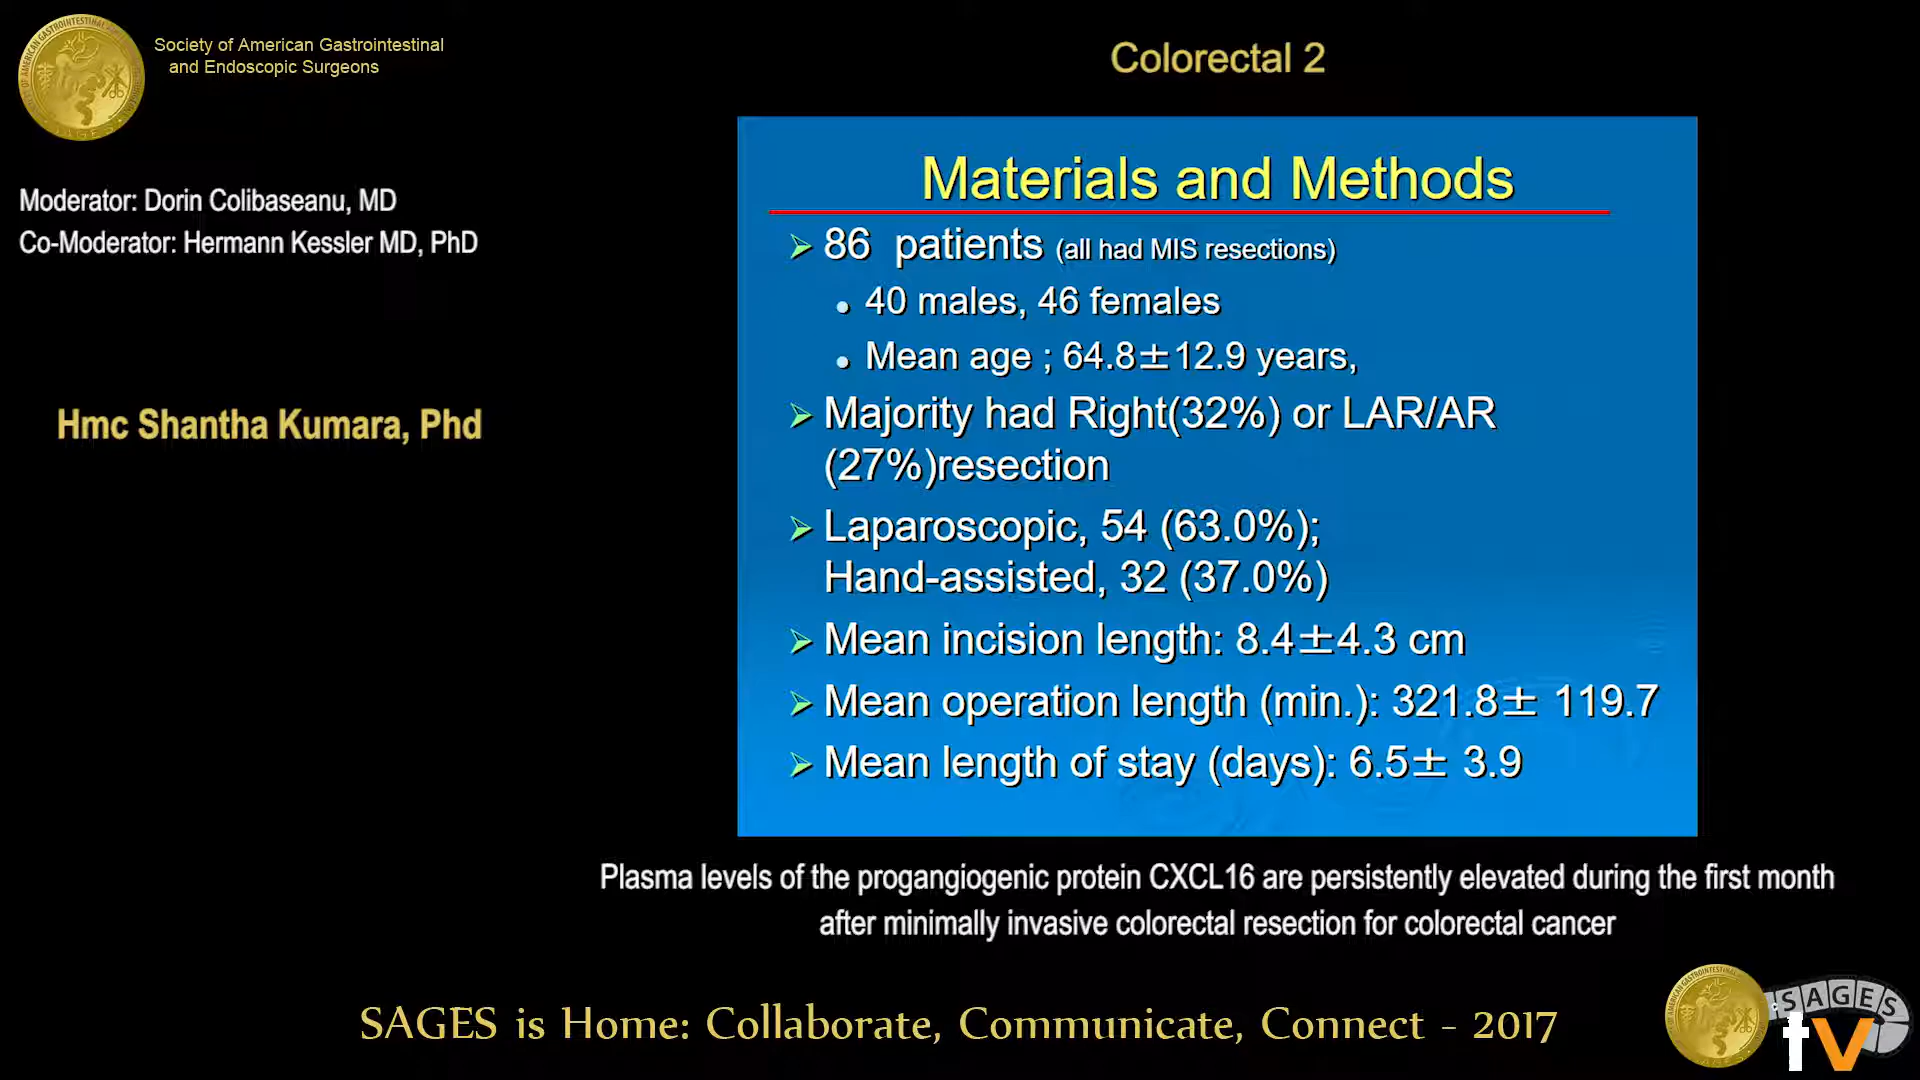 Society of American Gastrointestinal
and Endoscopic Surgeons
Colorectal 2
Moderator: Dorin Colibaseanu, MD
Co-Moderator: Hermann Kessler MD, PhD
Hmc Shantha Kumara, Phd
Materials and Methods
86 patients (all had MIS resections)
40 males, 46 females
Mean age ; 64.8±12.9 years,
Majority had Right(32%) or LAR/AR
(27%)resection
Laparoscopic, 54 (63.0%);
Hand-assisted, 32 (37.0%)
Mean incision length: 8.4±4.3 cm
Mean operation length (min.): 321.8± 119.7
Mean length of stay (days): 6.5± 3.9
Plasma levels of the progangiogenic protein CXCL16 are persistently elevated during the first month
after minimally invasive colorectal resection for colorectal cancer
SAGES is Home: Collaborate, Communicate, Connect - 2017
SAGES
tv